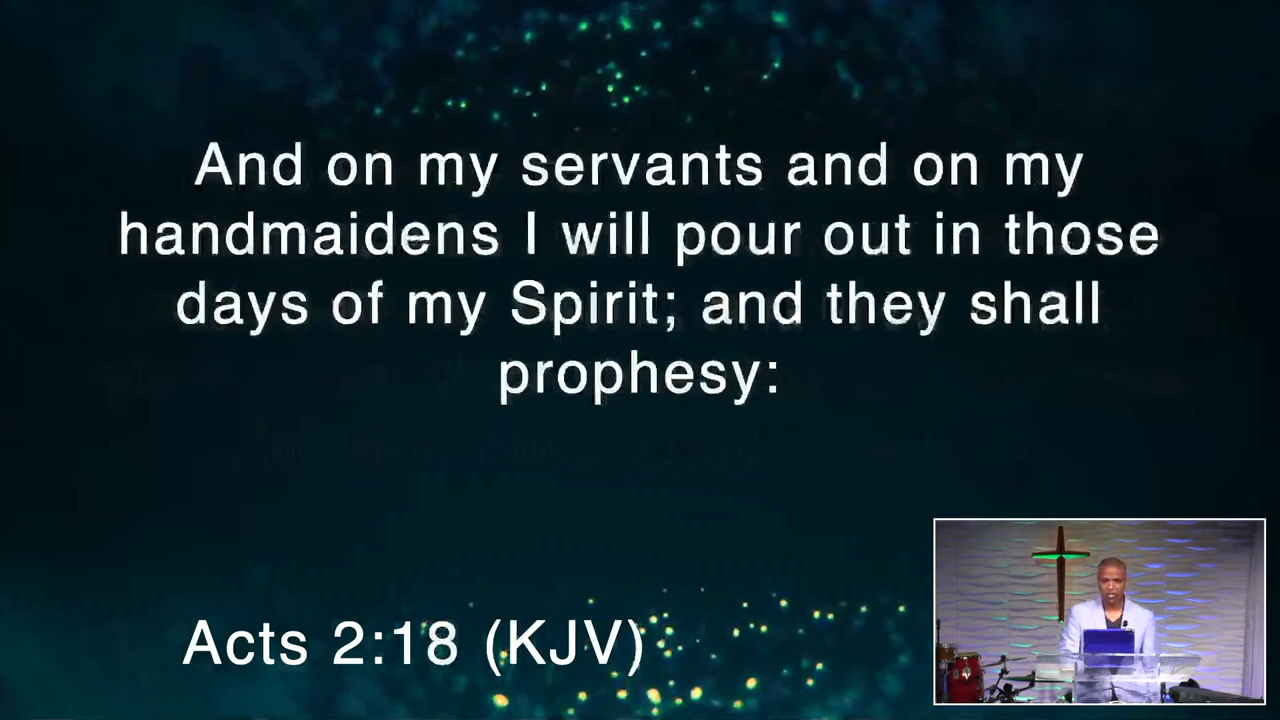 And on my servants and on my
handmaidens I will pour out in those
days of my Spirit; and they shall
prophesy:
Acts 2:18 (KJV)